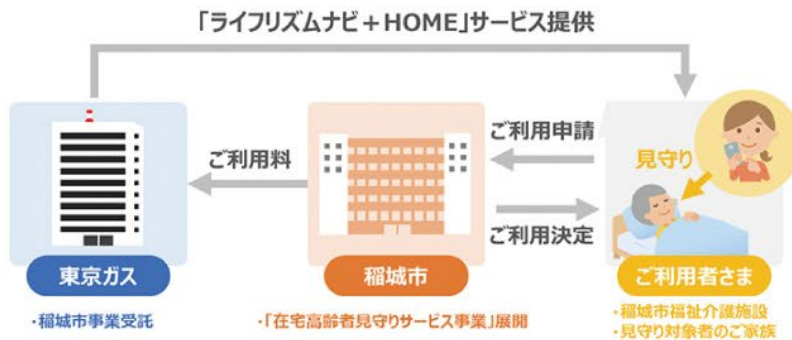 「ライフリズムナビ+HOME」サービス提供
ご利用料
ご利用申請
見守り
ご利用決定
東京ガス
稲城市
ご利用者さま
・稲城市事業受託
・「在宅高齢者見守りサービス事業」展開
・稲城市福祉介護施設
・見守り対象者のご家族